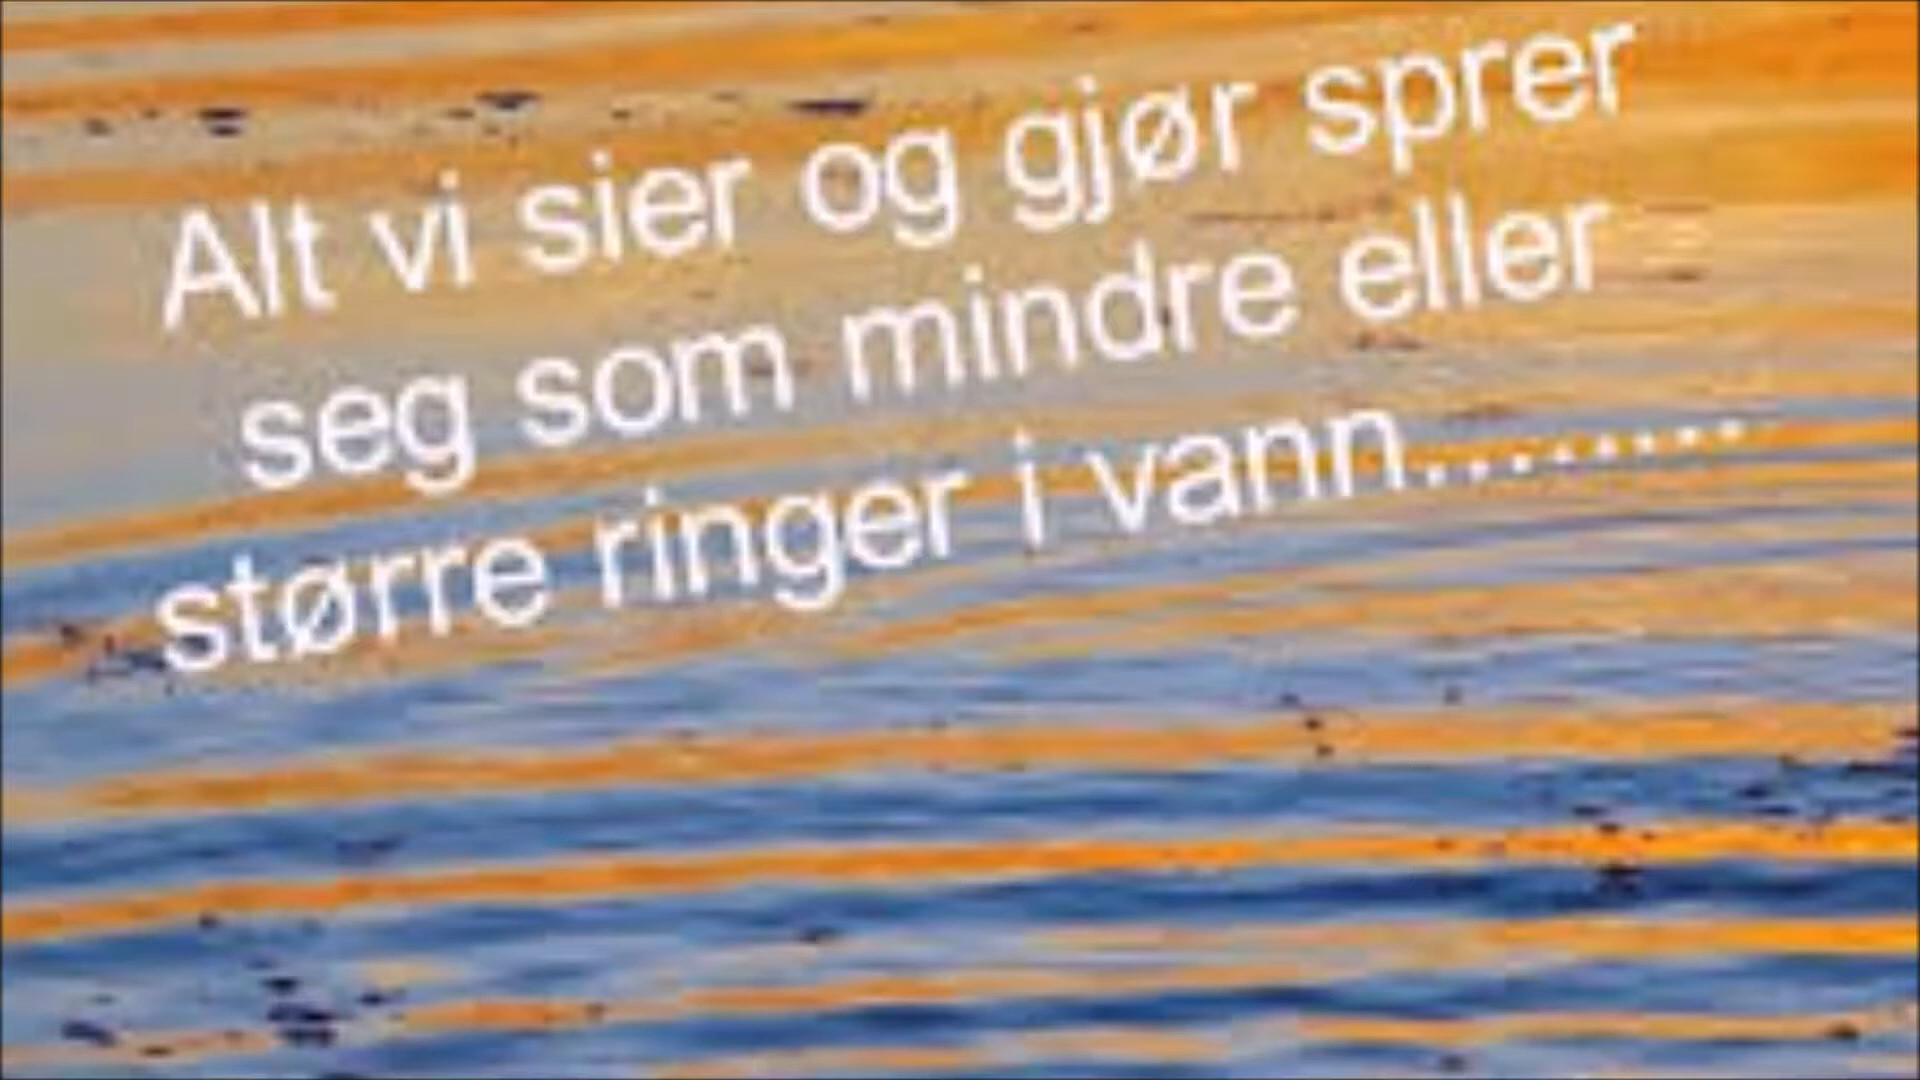 Alt vi sier og gjør sprer
seg som mindre eller
større ringer i vann.........